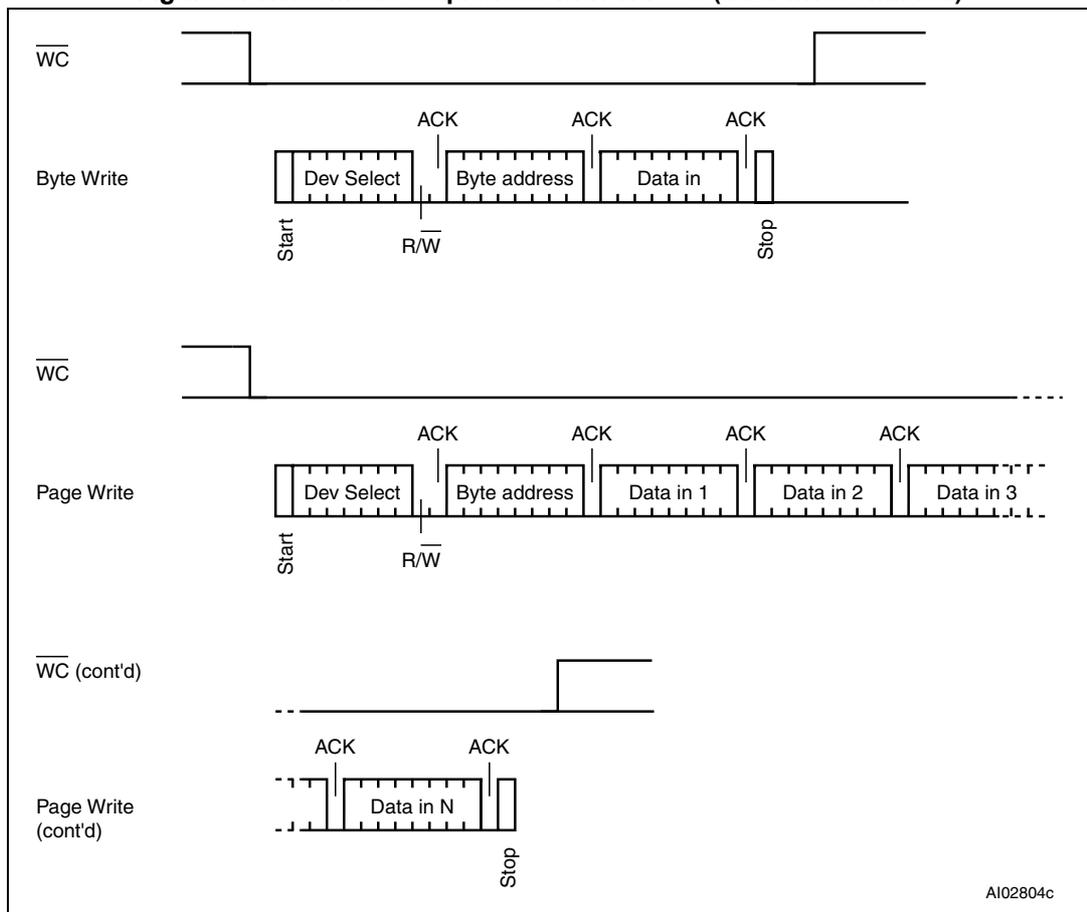 WC
ACK ACK ACK
Byte Write Dev Select Byte address Data in
Start R/W Stop
WC
ACK ACK ACK ACK
Page Write Dev Select Byte address Data in 1 Data in 2 Data in 3
Start R/W
WC (cont'd)
ACK ACK
Page Write
(cont'd) Data in N
Stop
AI02804c